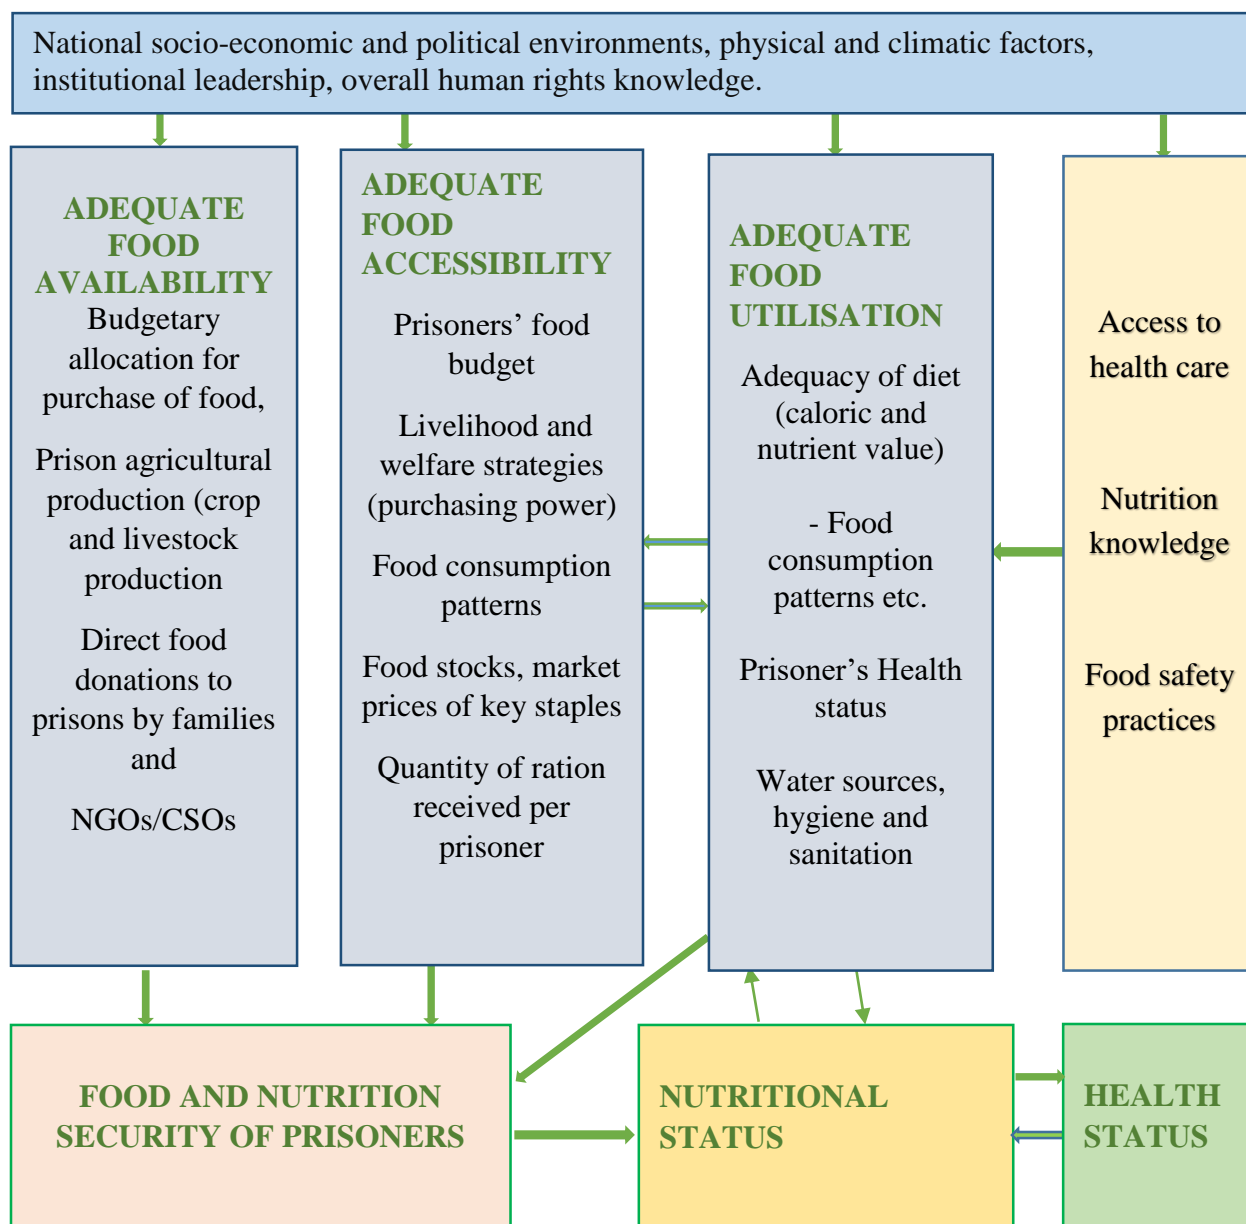 National socio-economic and political environments, physical and climatic factors,
institutional leadership, overall human rights knowledge.
ADEQUATE
FOOD
AVAILABILITY
Budgetary
allocation for
purchase of food,
Prison agricultural
production (crop
and livestock
production
Direct food
donations to
prisons by families
and
NGOs/CSOs
ADEQUATE
FOOD
ACCESSIBILITY
Prisoners’ food
budget
Livelihood and
welfare strategies
(purchasing power)
Food consumption
patterns
Food stocks, market
prices of key staples
Quantity of ration
received per
prisoner
ADEQUATE
FOOD
UTILISATION
Adequacy of diet
(caloric and
nutrient value)
- Food
consumption
patterns etc.
Prisoner’s Health
status
Water sources,
hygiene and
sanitation
Access to
health care
Nutrition
knowledge
Food safety
practices
FOOD AND NUTRITION
SECURITY OF PRISONERS
NUTRITIONAL
STATUS
HEALTH
STATUS